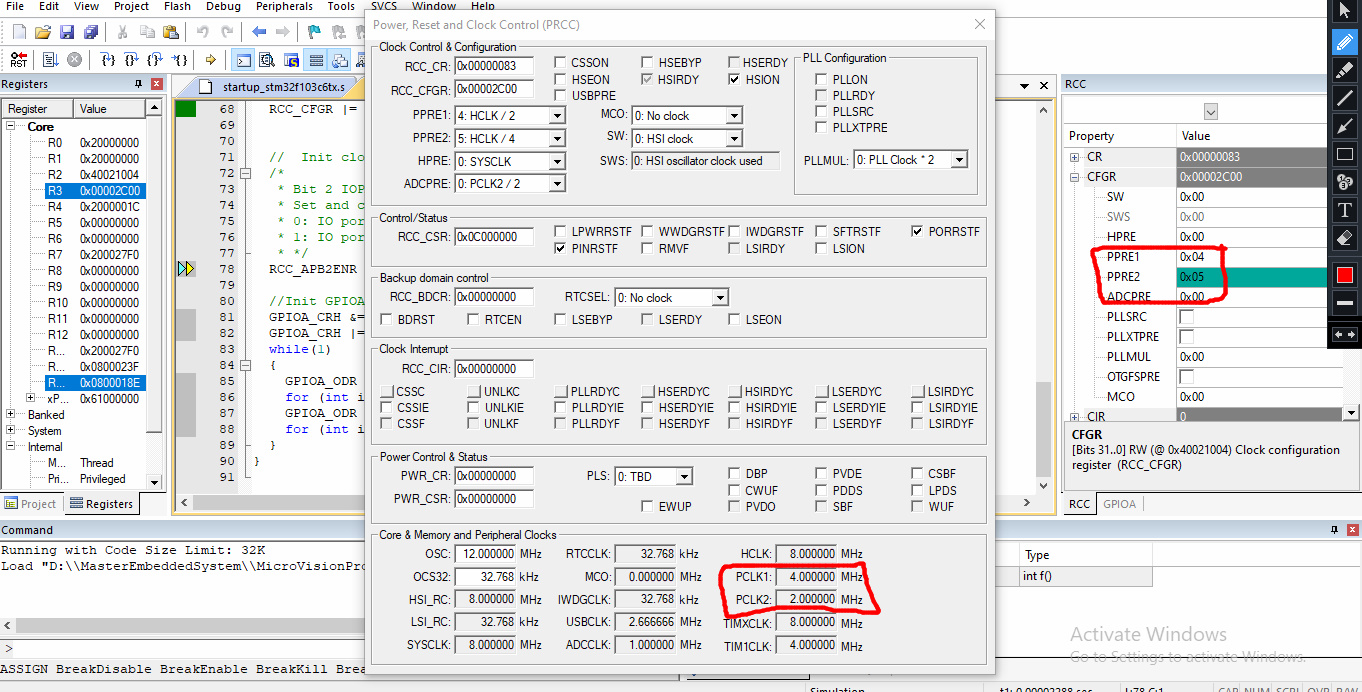 File Edit View Project Flash Debug Peripherals Tools SVCS Window Help
Registers
Register Value
Core
R0 0x20000000
R1 0x20000000
R2 0x40021004
R3 0x00002C00
R4 0x2000001C
R5 0x00000000
R6 0x00000000
R7 0x200027F0
R8 0x00000000
R9 0x00000000
R10 0x00000000
R11 0x00000000
R12 0x00000000
R... 0x200027F0
R... 0x0800023F
R... 0x0800018E
xP... 0x61000000
Banked
System
Internal
M... Thread
Pri... Privileged
Project Registers
startup_stm32f103c6tx.s
68 RCC_CFGR |=
69
70
71 // Init clo
72 /*
73 * Bit 2 IOP
74 * Set and c
75 * 0: IO por
76 * 1: IO por
77 * */
78 RCC_APB2ENR
79
80 //Init GPIOA
81 GPIOA_CRH &=
82 GPIOA_CRH |=
83 while(1)
84 {
85 GPIOA_ODR
86 for (int i
87 GPIOA_ODR
88 for (int i
89 }
90 }
91
Power, Reset and Clock Control (PRCC)
Clock Control & Configuration
RCC_CR: 0x00000083 CSSON HSEBYP HSERDY
HSEON HSIRDY HSION
RCC_CFGR: 0x00002C00 USBPRE
PPRE1: 4: HCLK / 2 MCO: 0: No clock
PPRE2: 5: HCLK / 4 SW: 0: HSI clock
HPRE: 0: SYSCLK SWS: 0: HSI oscillator clock used
ADCPRE: 0: PCLK2 / 2
PLL Configuration
PLLON
PLLRDY
PLLSRC
PLLXTPRE
PLLMUL: 0: PLL Clock * 2
Control/Status
RCC_CSR: 0x0C000000 LPWRRSTF WWDGRSTF IWDGRSTF SFTRSTF PORRSTF
PINRSTF RMVF LSIRDY LSION
Backup domain control
RCC_BDCR: 0x00000000 RTCSEL: 0: No clock
BDRST RTCEN LSEBYP LSERDY LSEON
Clock Interrupt
RCC_CIR: 0x00000000
CSSC UNLKC PLLRDYC HSERDYC HSIRDYC LSERDYC LSIRDYC
CSSIE UNLKIE PLLRDYIE HSERDYIE HSIRDYIE LSERDYIE LSIRDYIE
CSSF UNLKF PLLRDYF HSERDYF HSIRDYF LSERDYF LSIRDYF
Power Control & Status
PWR_CR: 0x00000000 PLS: 0: TBD DBP PVDE CSBF
CWUF PDDS LPDS
PWR_CSR: 0x00000000 EWUP PVDO SBF WUF
Core & Memory and Peripheral Clocks
OSC: 12.000000 MHz RTCCLK: 32.768 kHz HCLK: 8.000000 MHz
OCS32: 32.768 kHz MCO: 0.000000 MHz PCLK1: 4.000000 MHz
HSI_RC: 8.000000 MHz IWDGCLK: 32.768 kHz PCLK2: 2.000000 MHz
LSI_RC: 32.768 kHz USBCLK: 2.666666 MHz TIMXCLK: 8.000000 MHz
SYSCLK: 8.000000 MHz ADCCLK: 1.000000 MHz TIM1CLK: 4.000000 MHz
RCC
Property Value
CR 0x00000083
CFGR 0x00002C00
SW 0x00
SWS 0x00
HPRE 0x00
PPRE1 0x04
PPRE2 0x05
ADCPRE 0x00
PLLSRC
PLLXTPRE
PLLMUL 0x00
OTGFSPRE
MCO 0x00
CIR 0
CFGR
[Bits 31..0] RW (@ 0x40021004) Clock configuration
register (RCC_CFGR)
RCC GPIOA
Command
Running with Code Size Limit: 32K
Load "D:\\MasterEmbeddedSystem\\MicroVisionPro
>
ASSIGN BreakDisable BreakEnable BreakKill Brea
Type
int f()
Activate Windows
Go to Settings to activate Windows.
Simulation t1: 0.00002288 sec L:78 C:1 CAP NUM SCRL OVR R/W